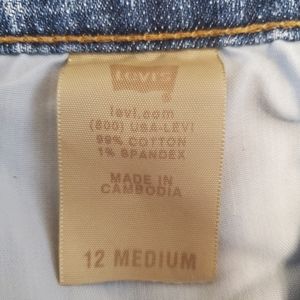 Levi's
levi.com
(800) USA-LEVI
99% COTTON
1% SPANDEX
MADE IN
CAMBODIA
12 MEDIUM